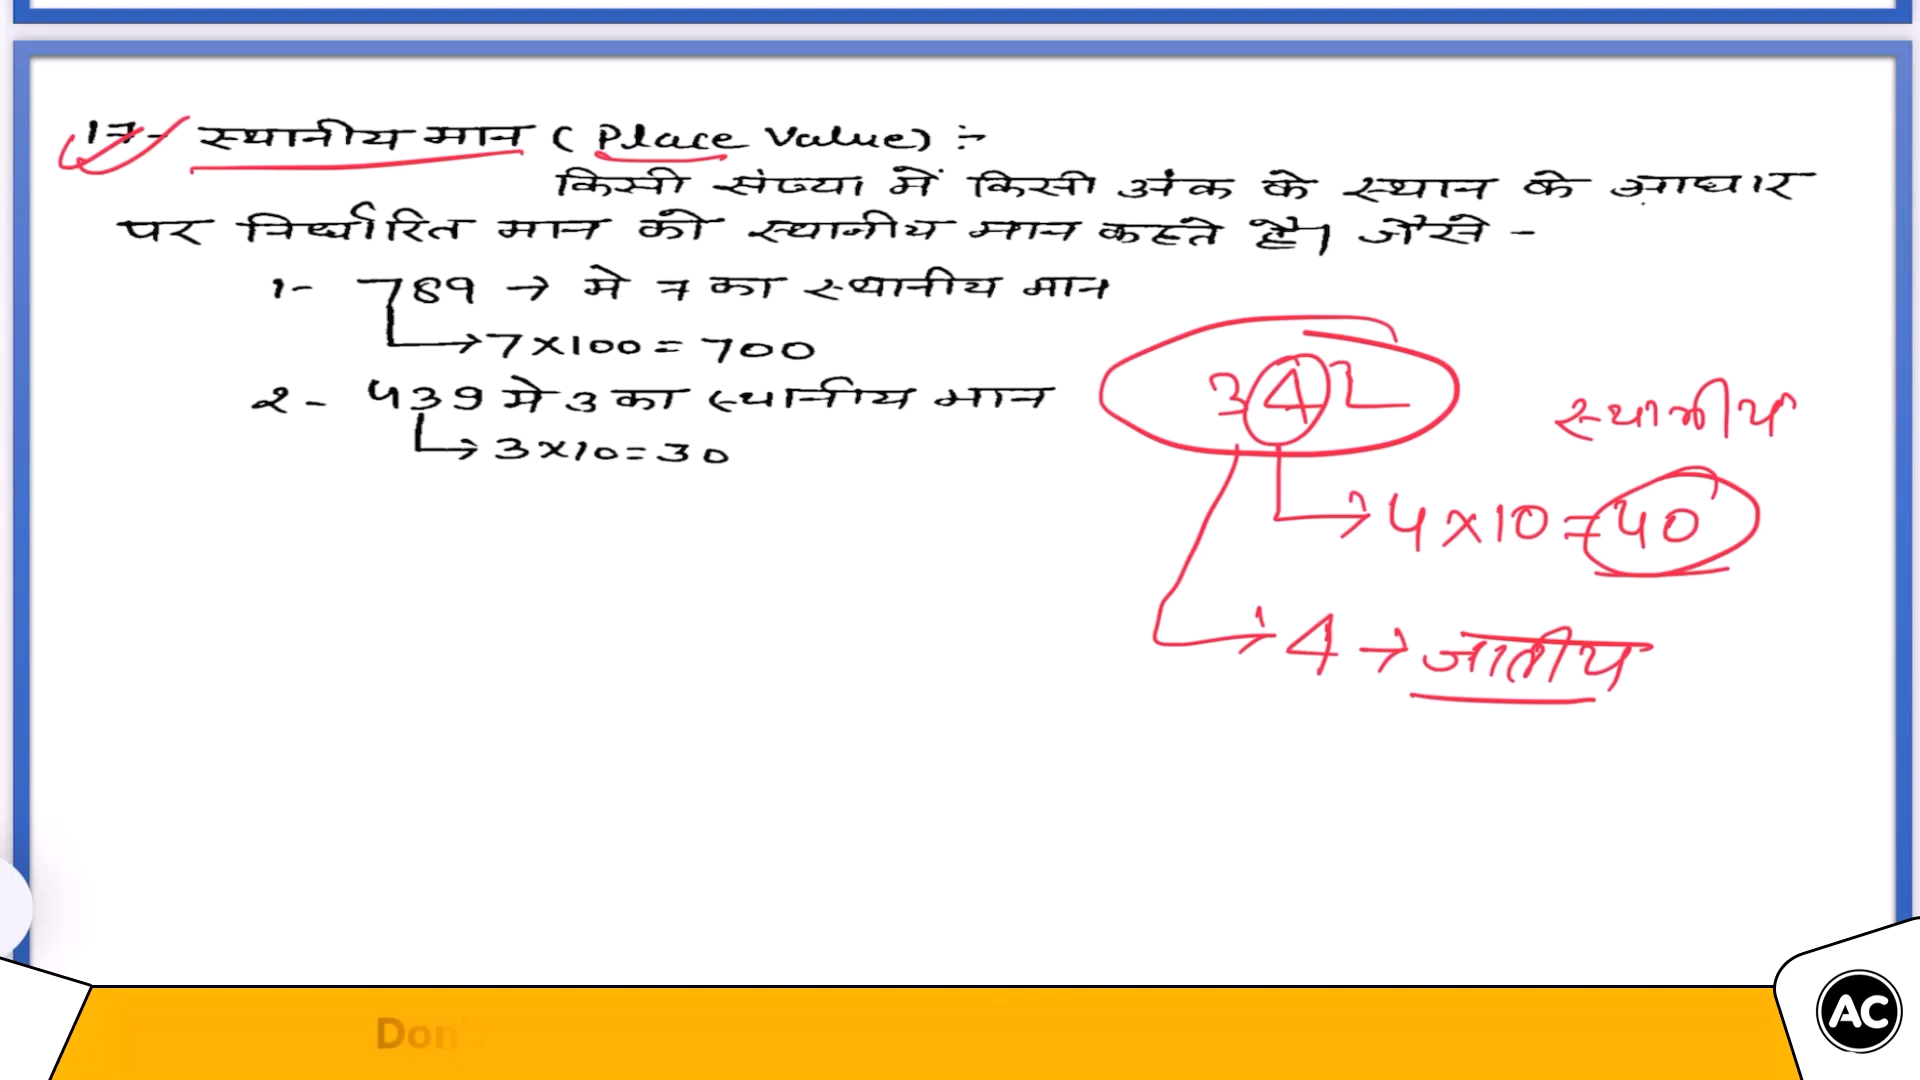 17- स्थानीय मान ( Place Value) :-
किसी संख्या में किसी अंक के स्थान के आधार
पर निर्धारित मान को स्थानीय मान कहते है। जैसे -
1- 789 → मे 7 का स्थानीय मान
→ 7×100 = 700
2 - 439 मे 3 का स्थानीय मान
→ 3×10=30
342
स्थानीय
→ 4×10 = 40
→ 4 → जातीय
Don'
AC